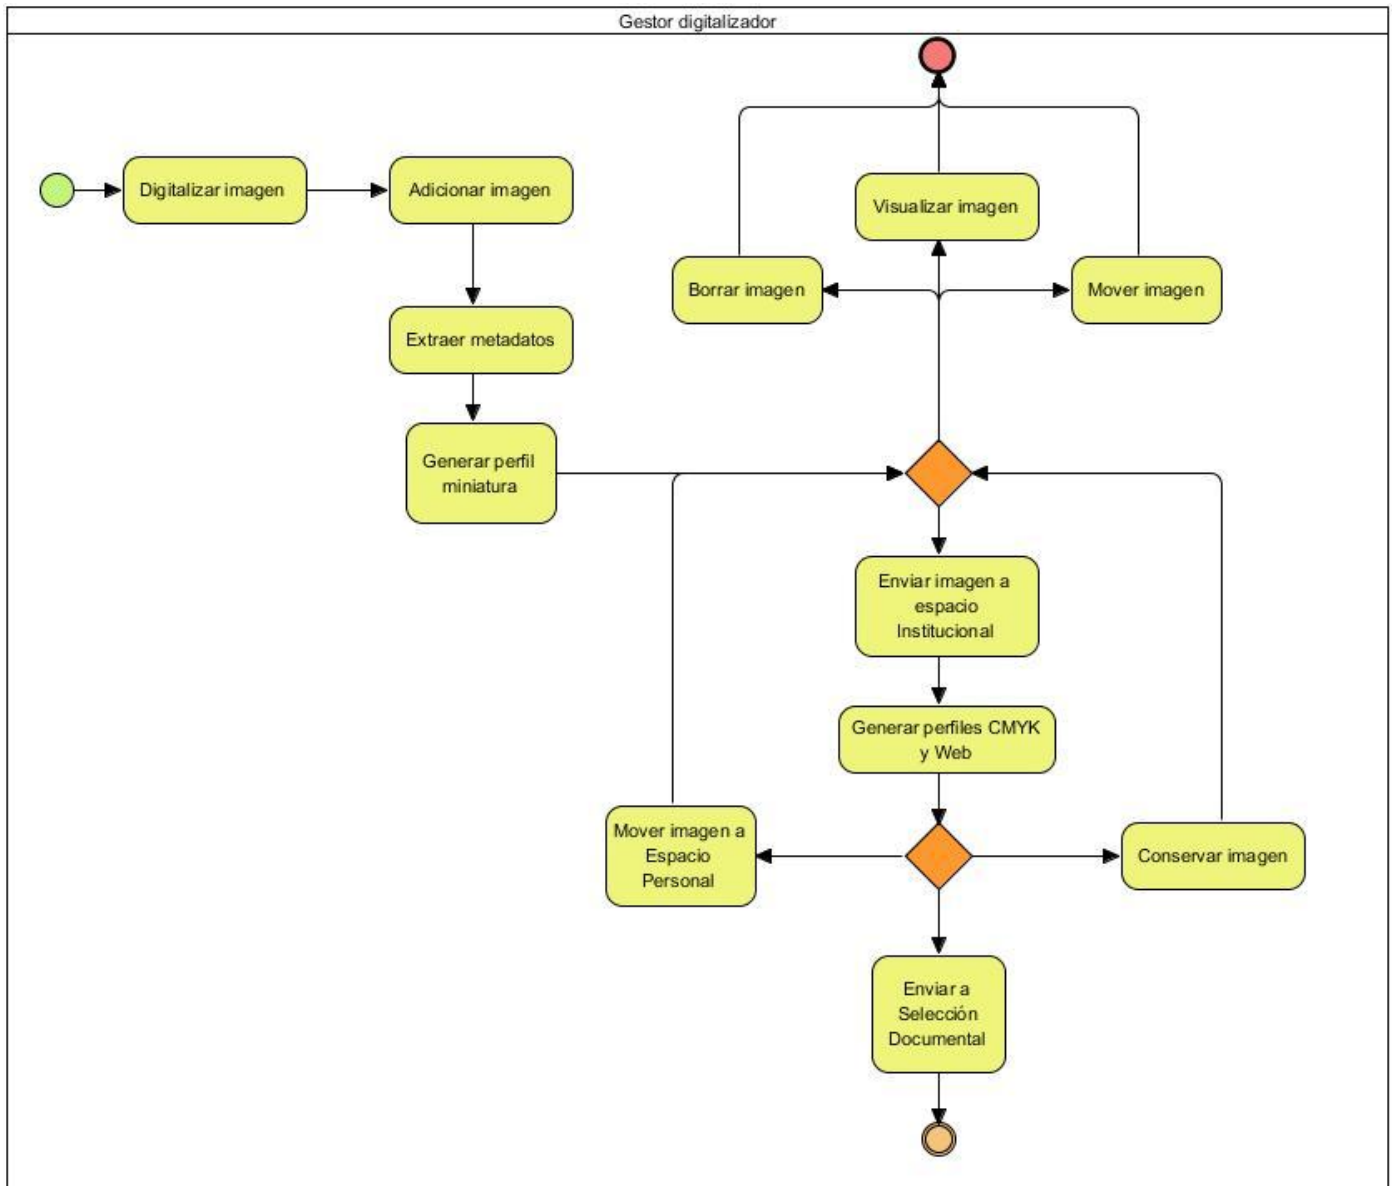 Gestor digitalizador
Digitalizar imagen
Adicionar imagen
Visualizar imagen
Borrar imagen
Mover imagen
Extraer metadatos
Generar perfil
miniatura
Enviar imagen a
espacio
Institucional
Generar perfiles CMYK
y Web
Mover imagen a
Espacio
Personal
Conservar imagen
Enviar a
Selección
Documental